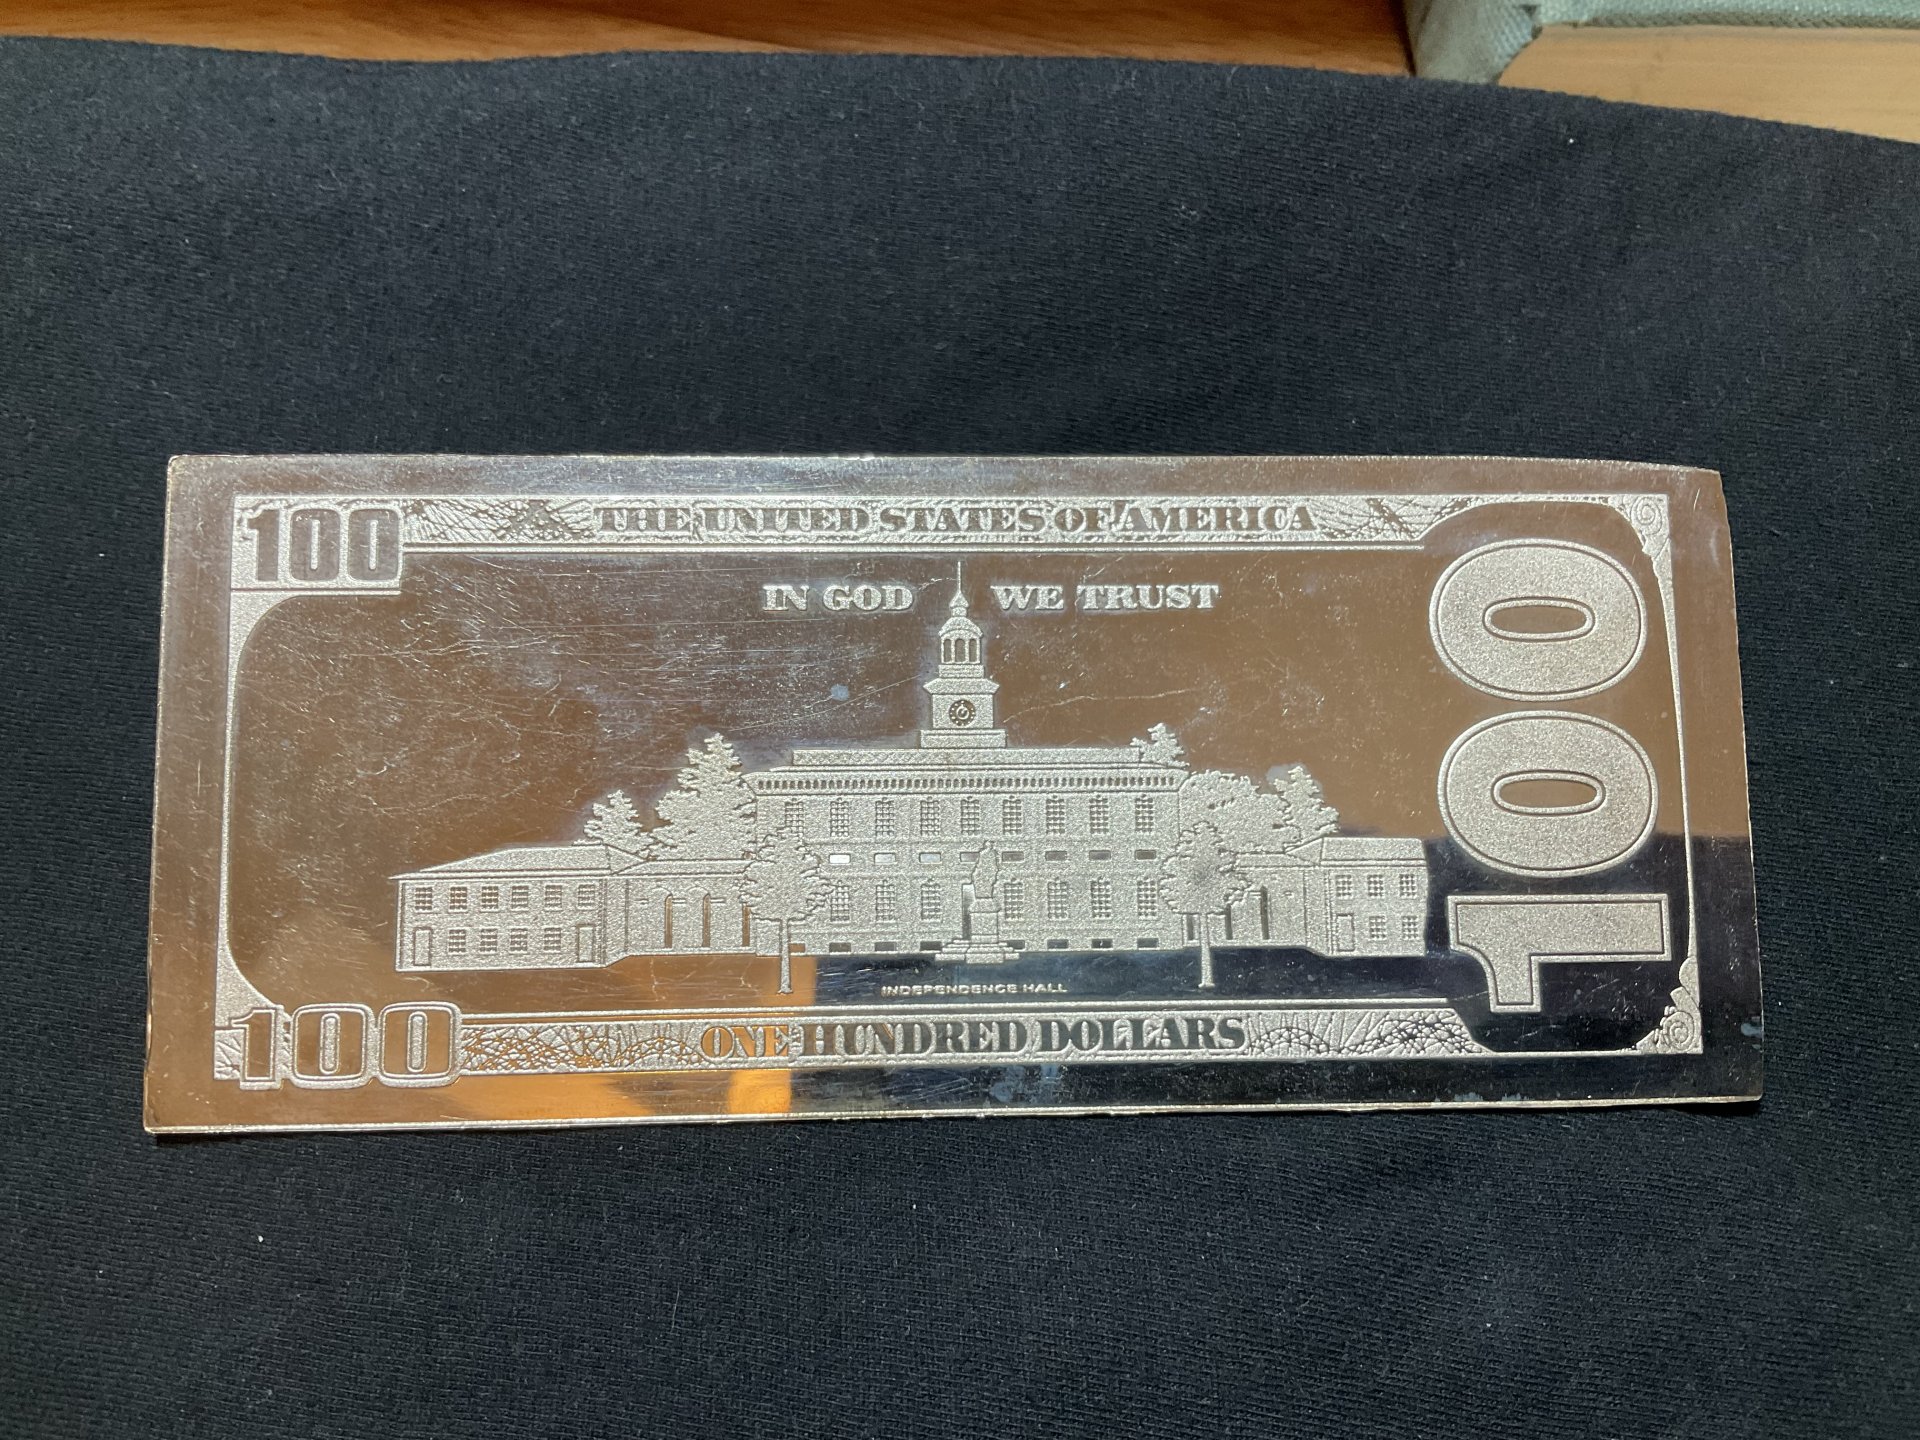 100
THE UNITED STATES OF AMERICA
IN GOD WE TRUST
100
INDEPENDENCE HALL
100
ONE HUNDRED DOLLARS